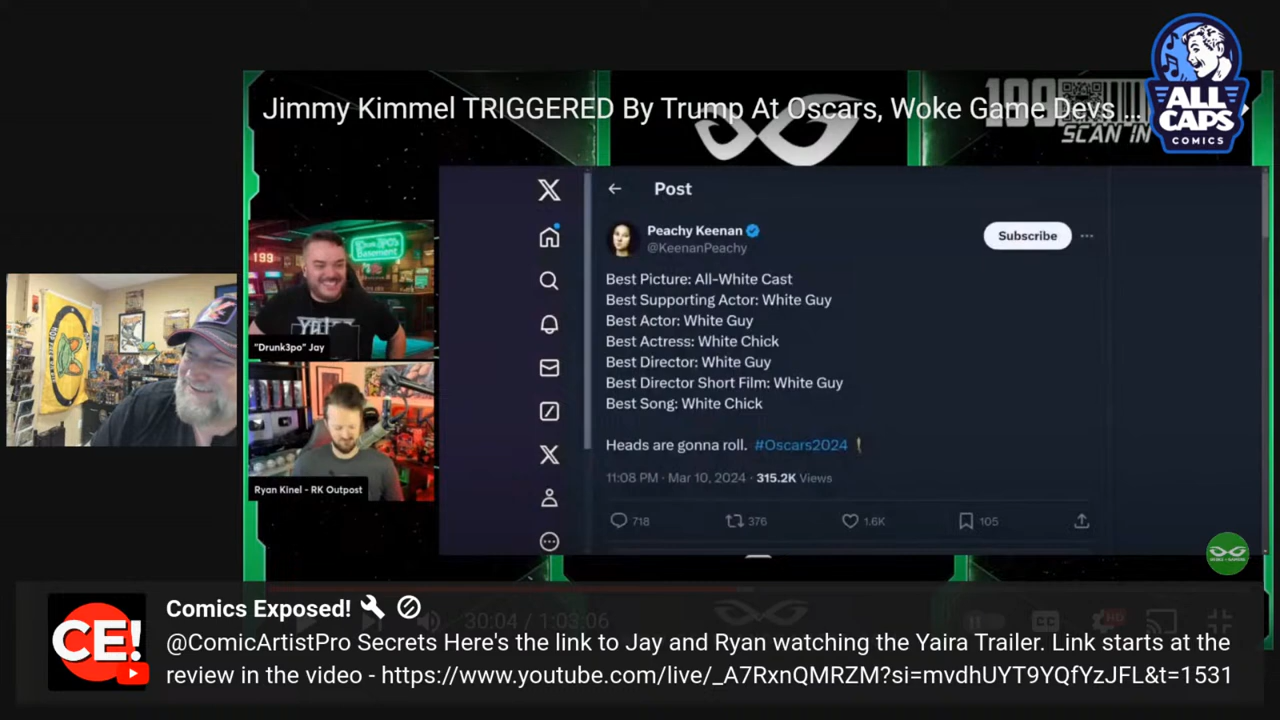 Jimmy Kimmel TRIGGERED By Trump At Oscars, Woke Game Devs ...
100
SCAN IN
ALL
CAPS
COMICS
Post
Peachy Keenan
@KeenanPeachy
Subscribe
Best Picture: All-White Cast
Best Supporting Actor: White Guy
Best Actor: White Guy
Best Actress: White Chick
Best Director: White Guy
Best Director Short Film: White Guy
Best Song: White Chick
Heads are gonna roll. #Oscars2024
11:08 PM · Mar 10, 2024 · 315.2K Views
718 376 1.6K 105
199
Basement
"Drunk3po" Jay
Ryan Kinel - RK Outpost
30:04 / 1:03:06
CC
HD
CE!
Comics Exposed!
@ComicArtistPro Secrets Here's the link to Jay and Ryan watching the Yaira Trailer. Link starts at the
review in the video - https://www.youtube.com/live/_A7RxnQMRZM?si=mvdhUYT9YQfYzJFL&t=1531